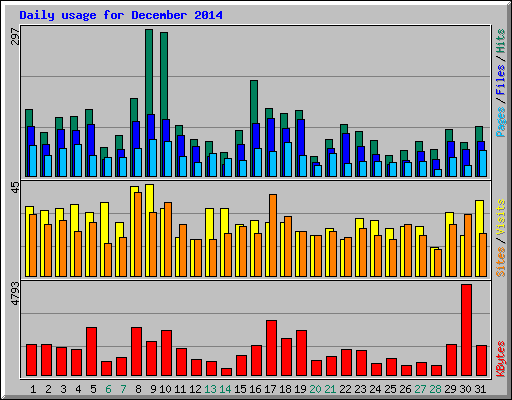 Daily usage for December 2014
297
Pages / Files / Hits
45
Sites / Visits
4793
KBytes
1 2 3 4 5 6 7 8 9 10 11 12 13 14 15 16 17 18 19 20 21 22 23 24 25 26 27 28 29 30 31